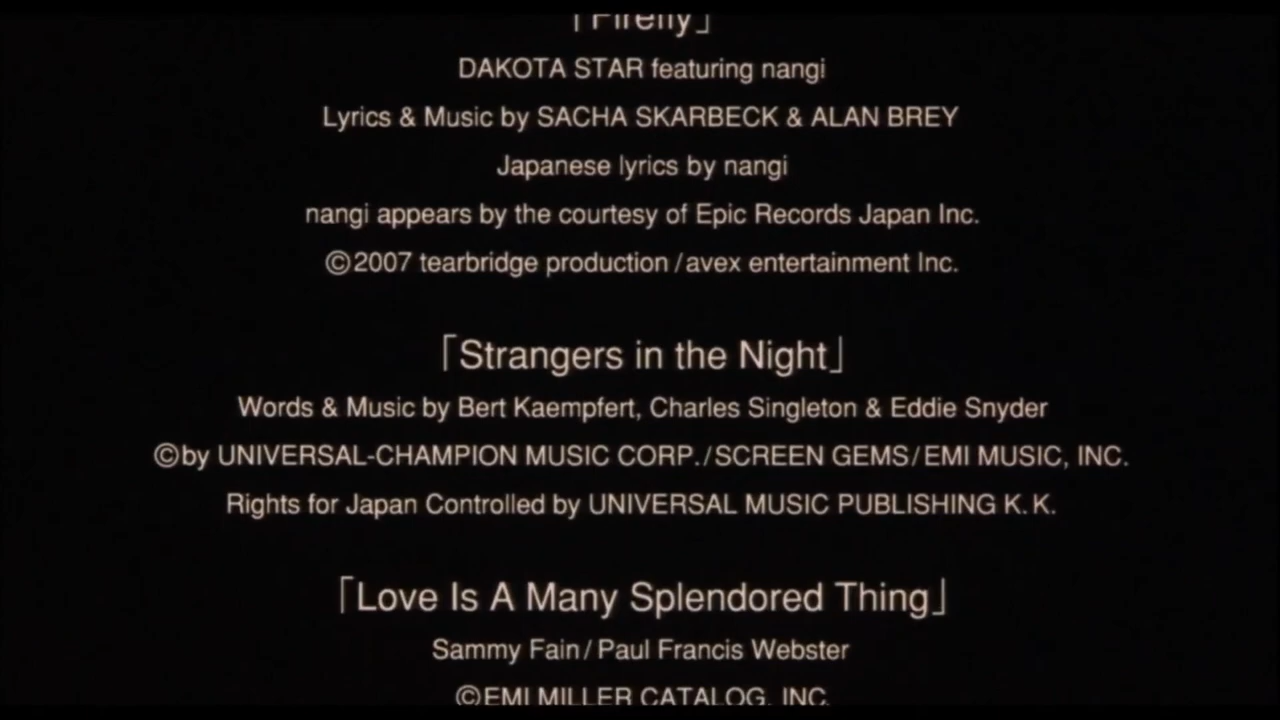 「Firefly」
DAKOTA STAR featuring nangi
Lyrics & Music by SACHA SKARBECK & ALAN BREY
Japanese lyrics by nangi
nangi appears by the courtesy of Epic Records Japan Inc.
©2007 tearbridge production/avex entertainment Inc.
「Strangers in the Night」
Words & Music by Bert Kaempfert, Charles Singleton & Eddie Snyder
©by UNIVERSAL-CHAMPION MUSIC CORP./SCREEN GEMS/EMI MUSIC, INC.
Rights for Japan Controlled by UNIVERSAL MUSIC PUBLISHING K.K.
「Love Is A Many Splendored Thing」
Sammy Fain/Paul Francis Webster
©EMI MILLER CATALOG, INC.